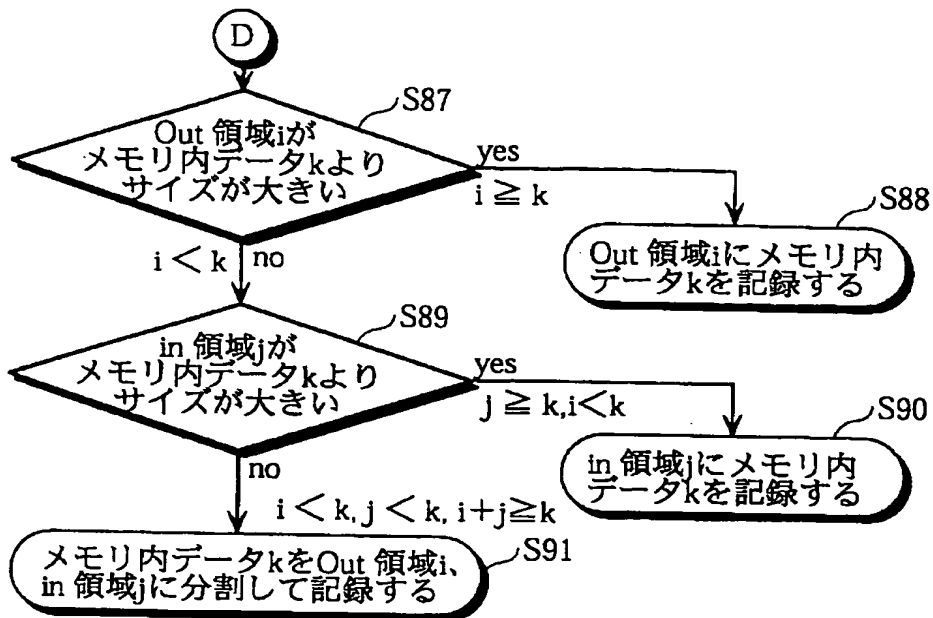 D
S87
Out 領域iが
メモリ内データkより
サイズが大きい
yes
i ≧ k
S88
Out 領域iにメモリ内
データkを記録する
i < k
no
S89
in 領域jが
メモリ内データkより
サイズが大きい
yes
j ≧ k,i<k
S90
in 領域jにメモリ内
データkを記録する
no
i < k, j < k, i+j≧k
S91
メモリ内データkをOut 領域i、
in 領域jに分割して記録する